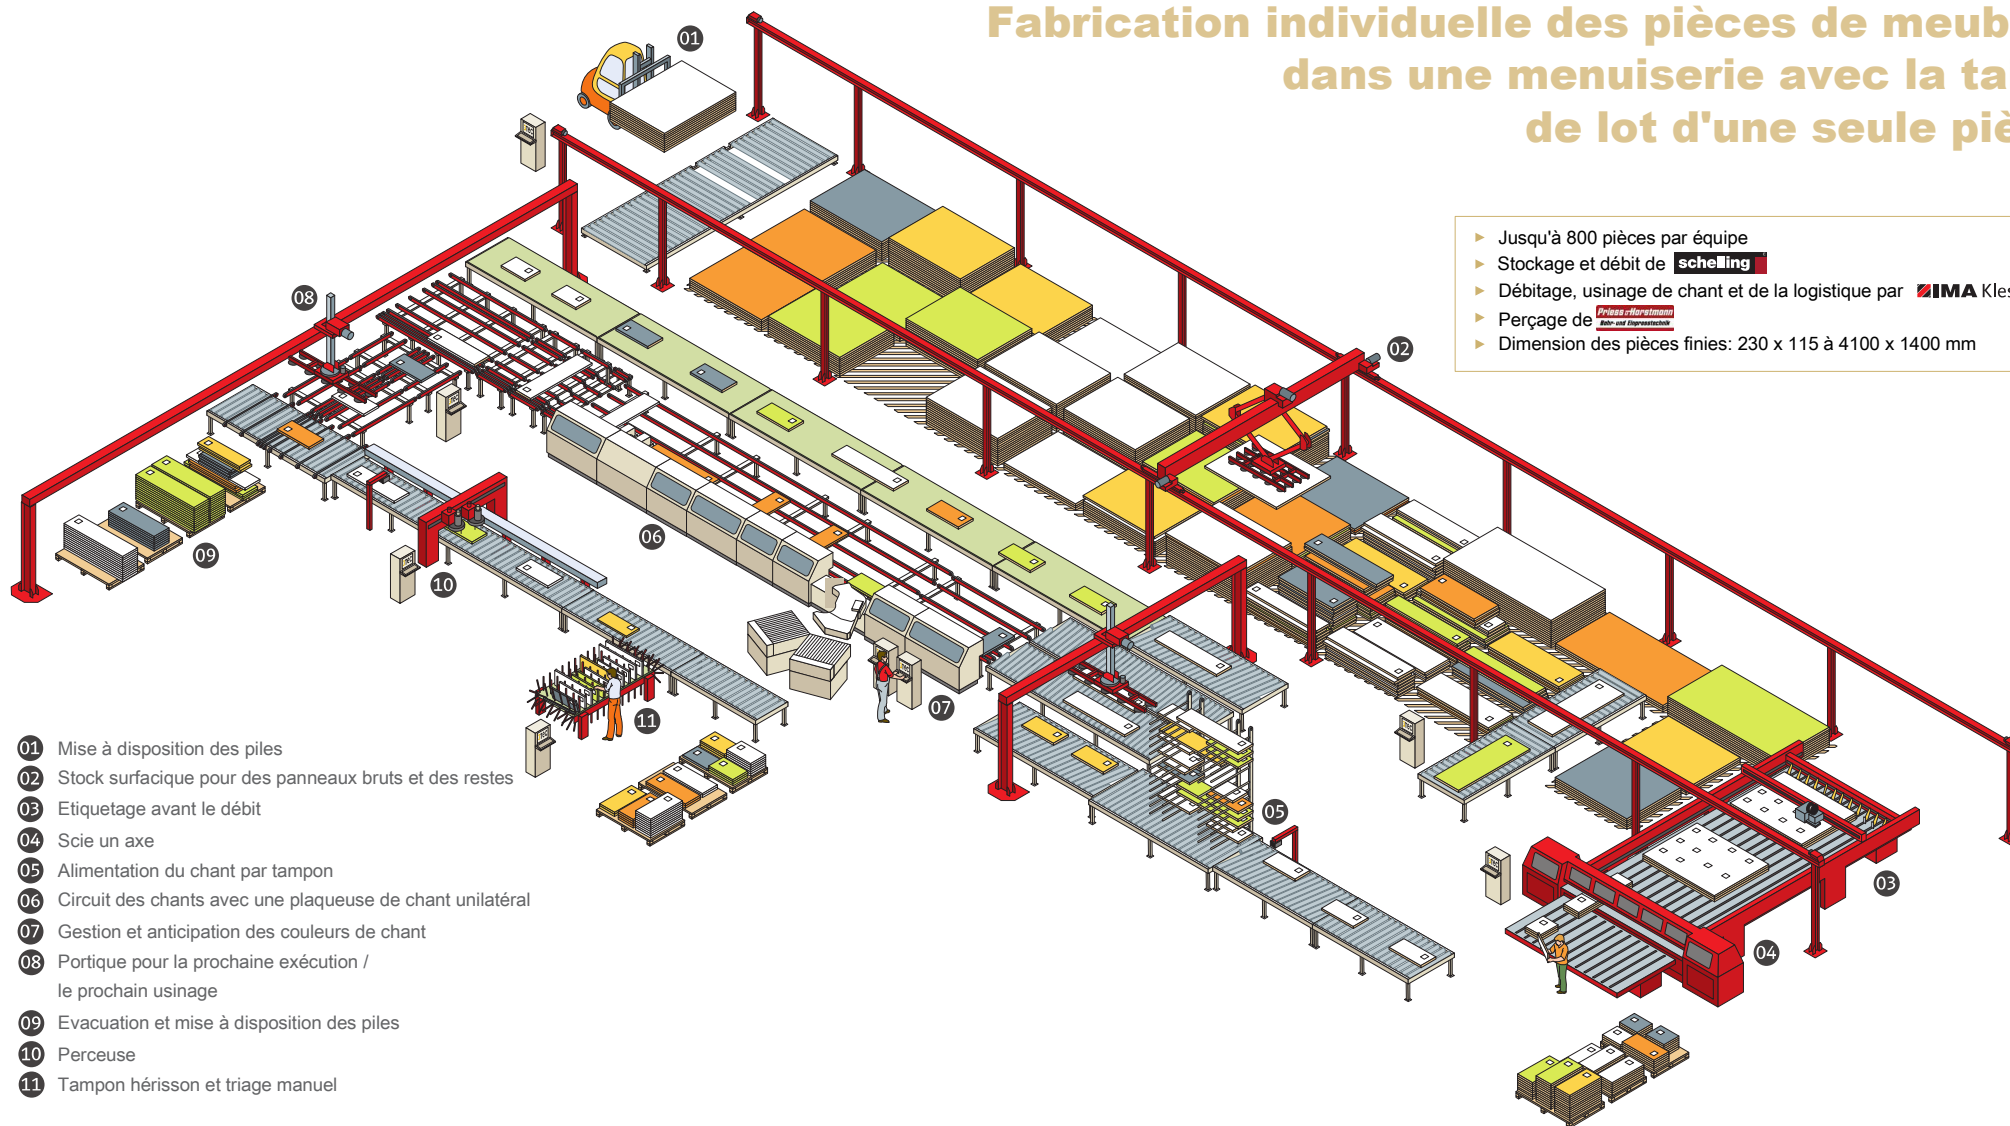 Fabrication individuelle des pièces de meub
dans une menuiserie avec la ta
de lot d'une seule piè
Jusqu'à 800 pièces par équipe
Stockage et débit de schelling
Débitage, usinage de chant et de la logistique par IMA Kles
Perçage de Priess+Horstmann
Bohr- und Einpresstechnik
Dimension des pièces finies: 230 x 115 à 4100 x 1400 mm
01
02
03
04
05
06
07
08
09
10
11
01 Mise à disposition des piles
02 Stock surfacique pour des panneaux bruts et des restes
03 Etiquetage avant le débit
04 Scie un axe
05 Alimentation du chant par tampon
06 Circuit des chants avec une plaqueuse de chant unilatéral
07 Gestion et anticipation des couleurs de chant
08 Portique pour la prochaine exécution /
le prochain usinage
09 Evacuation et mise à disposition des piles
10 Perceuse
11 Tampon hérisson et triage manuel